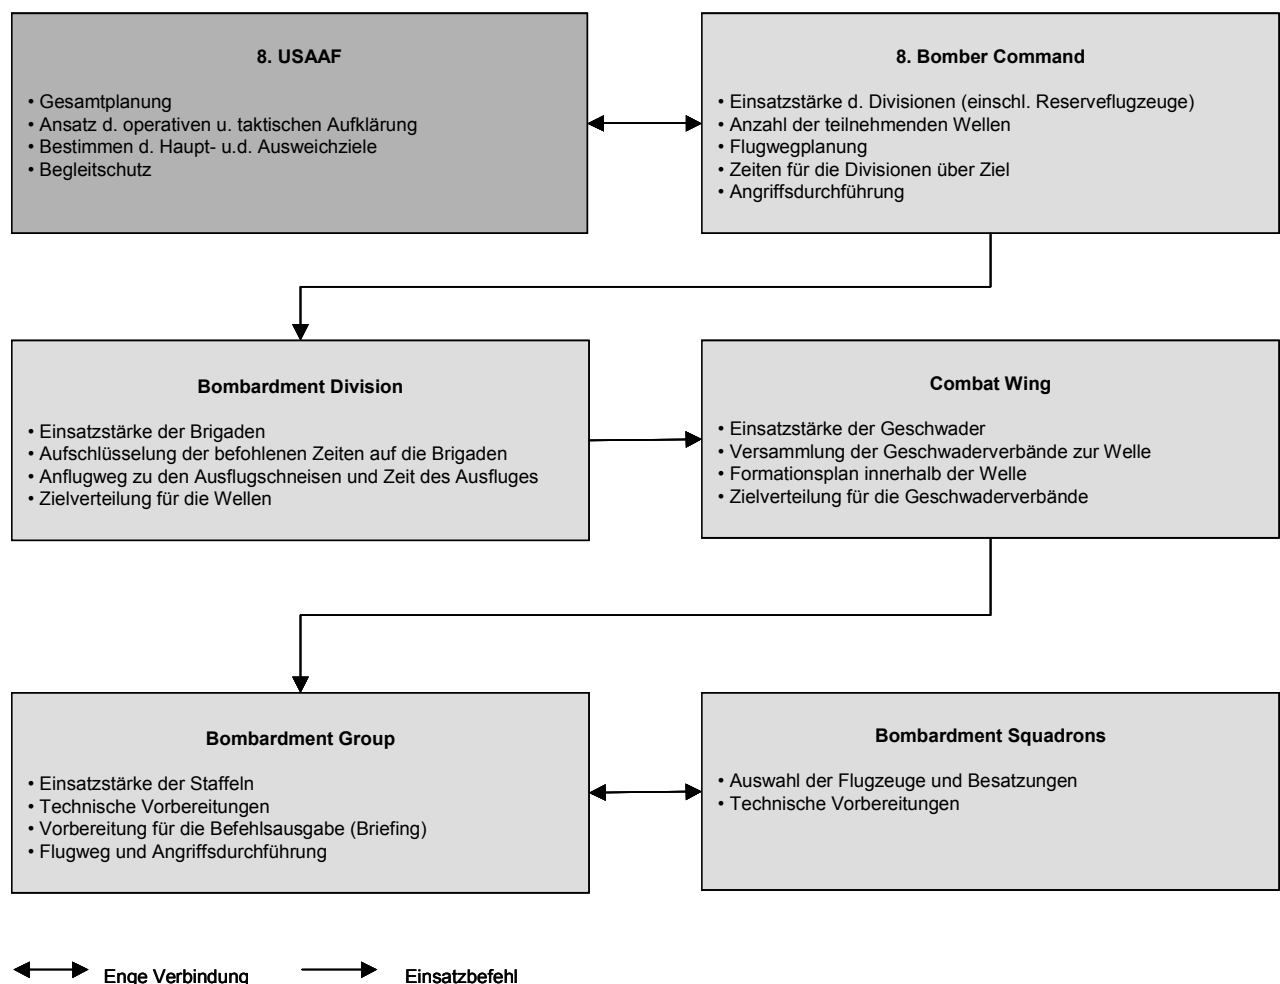 8. USAAF
• Gesamtplanung
• Ansatz d. operativen u. taktischen Aufklärung
• Bestimmen d. Haupt- u.d. Ausweichziele
• Begleitschutz
8. Bomber Command
• Einsatzstärke d. Divisionen (einschl. Reserveflugzeuge)
• Anzahl der teilnehmenden Wellen
• Flugwegplanung
• Zeiten für die Divisionen über Ziel
• Angriffsdurchführung
Bombardment Division
• Einsatzstärke der Brigaden
• Aufschlüsselung der befohlenen Zeiten auf die Brigaden
• Anflugweg zu den Ausflugschneisen und Zeit des Ausfluges
• Zielverteilung für die Wellen
Combat Wing
• Einsatzstärke der Geschwader
• Versammlung der Geschwaderverbände zur Welle
• Formationsplan innerhalb der Welle
• Zielverteilung für die Geschwaderverbände
Bombardment Group
• Einsatzstärke der Staffeln
• Technische Vorbereitungen
• Vorbereitung für die Befehlsausgabe (Briefing)
• Flugweg und Angriffsdurchführung
Bombardment Squadrons
• Auswahl der Flugzeuge und Besatzungen
• Technische Vorbereitungen
Enge Verbindung
Einsatzbefehl